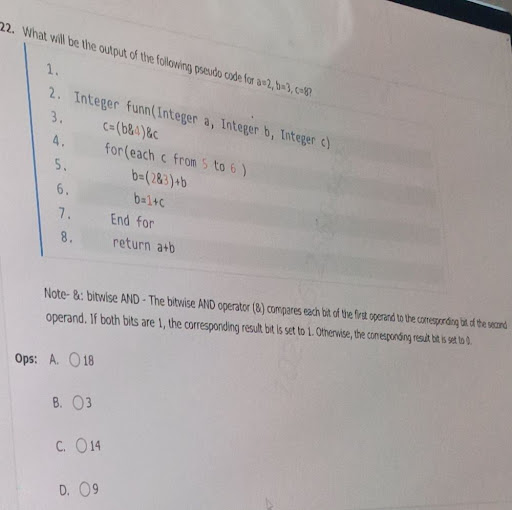 22. What will be the output of the following pseudo code for a=2, b=3, c=8?
1.
2. Integer funn(Integer a, Integer b, Integer c)
3. c=(b&4)&c
4. for(each c from 5 to 6 )
5. b=(2&3)+b
6. b=1+c
7. End for
8. return a+b
Note- &: bitwise AND - The bitwise AND operator (&) compares each bit of the first operand to the corresponding bit of the second
operand. If both bits are 1, the corresponding result bit is set to 1. Otherwise, the corresponding result bit is set to 0.
Ops: A. 18
B. 3
C. 14
D. 9